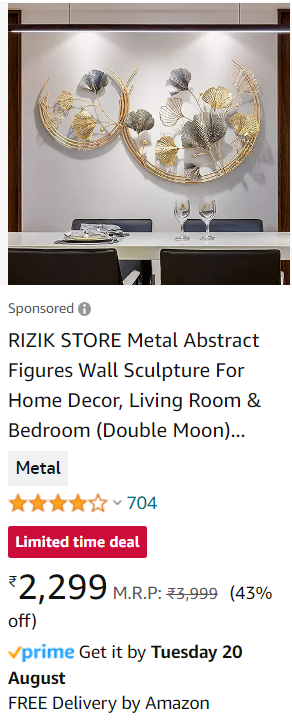 Sponsored
RIZIK STORE Metal Abstract
Figures Wall Sculpture For
Home Decor, Living Room &
Bedroom (Double Moon)...
Metal
704
Limited time deal
₹2,299 M.R.P: ₹3,999 (43%
off)
prime Get it by Tuesday 20
August
FREE Delivery by Amazon